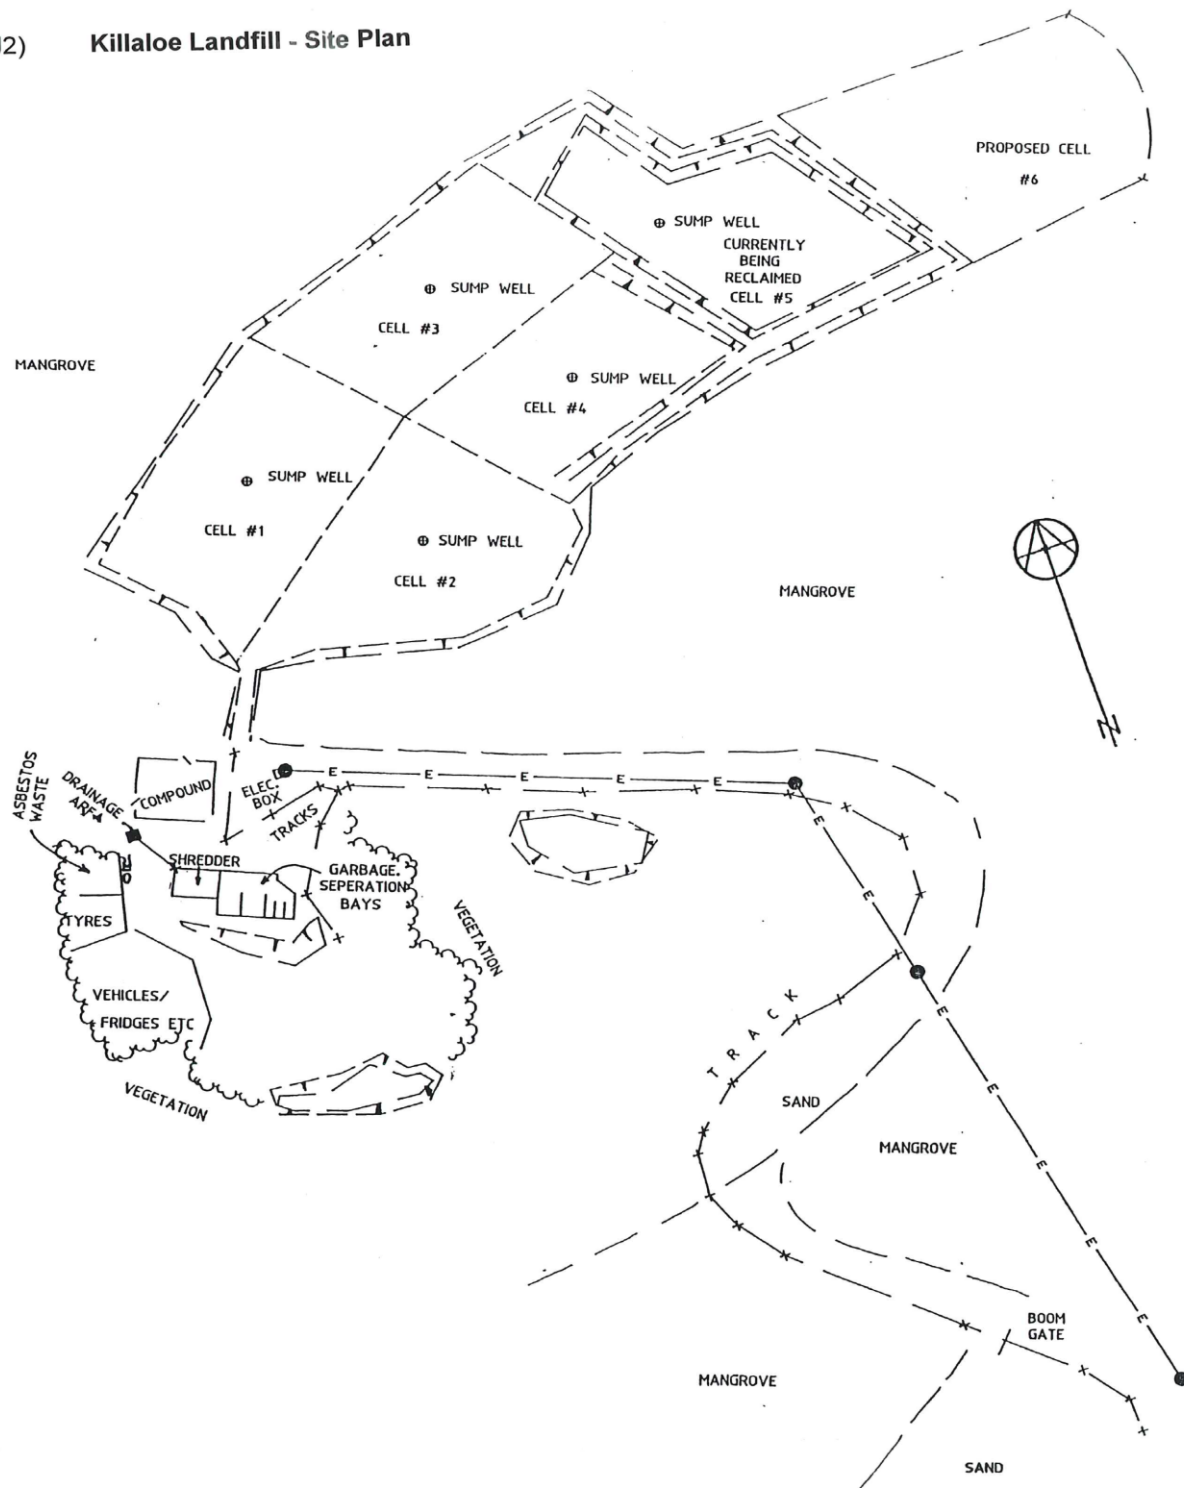 J2) Killaloe Landfill - Site Plan
PROPOSED CELL
#6
SUMP WELL
CURRENTLY
BEING
RECLAIMED
CELL #5
SUMP WELL
CELL #3
MANGROVE
SUMP WELL
CELL #4
SUMP WELL
CELL #1
SUMP WELL
CELL #2
MANGROVE
N
ASBESTOS
WASTE
DRAINAGE
AREA
COMPOUND
ELEC.
BOX
E E E E E
TRACKS
SHREDDER
GARBAGE.
SEPERATION
BAYS
TYRES
VEGETATION
VEHICLES/
FRIDGES ETC
VEGETATION
E
E
E
TRACK
E
SAND
MANGROVE
E
E
E
BOOM
GATE
MANGROVE
SAND